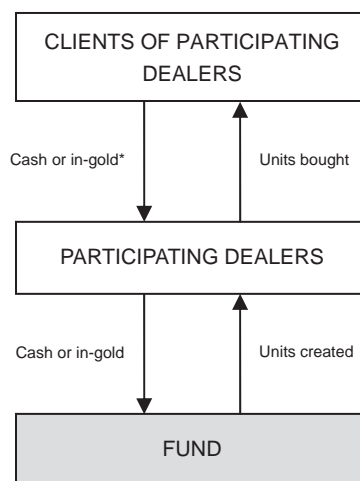 CLIENTS OF PARTICIPATING
DEALERS
Cash or in-gold*
Units bought
PARTICIPATING DEALERS
Cash or in-gold
Units created
FUND